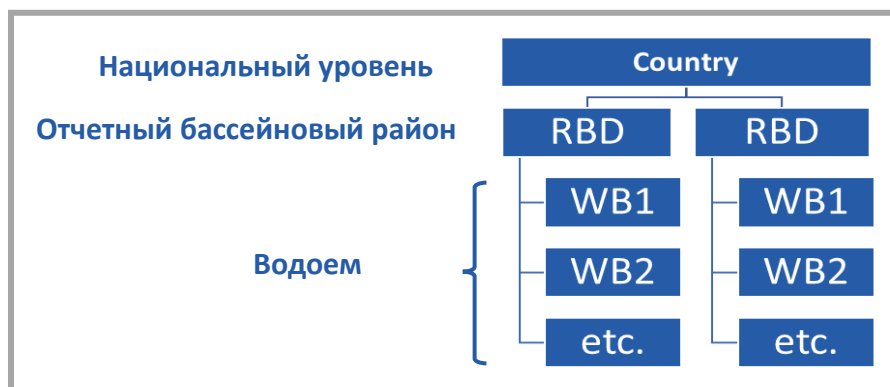 Национальный уровень
Country
Отчетный бассейновый район
RBD
RBD
WB1
WB1
Водоем
WB2
WB2
etc.
etc.